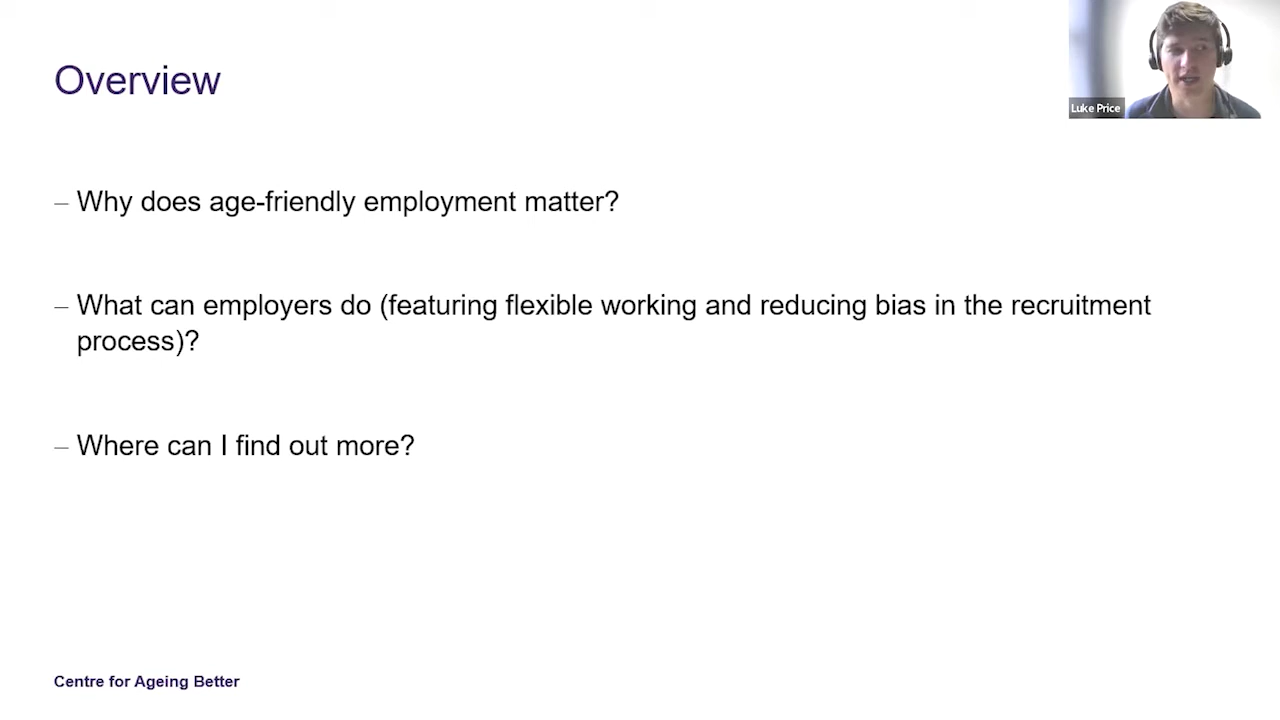 Overview
Luke Price
– Why does age-friendly employment matter?
– What can employers do (featuring flexible working and reducing bias in the recruitment
process)?
– Where can I find out more?
Centre for Ageing Better